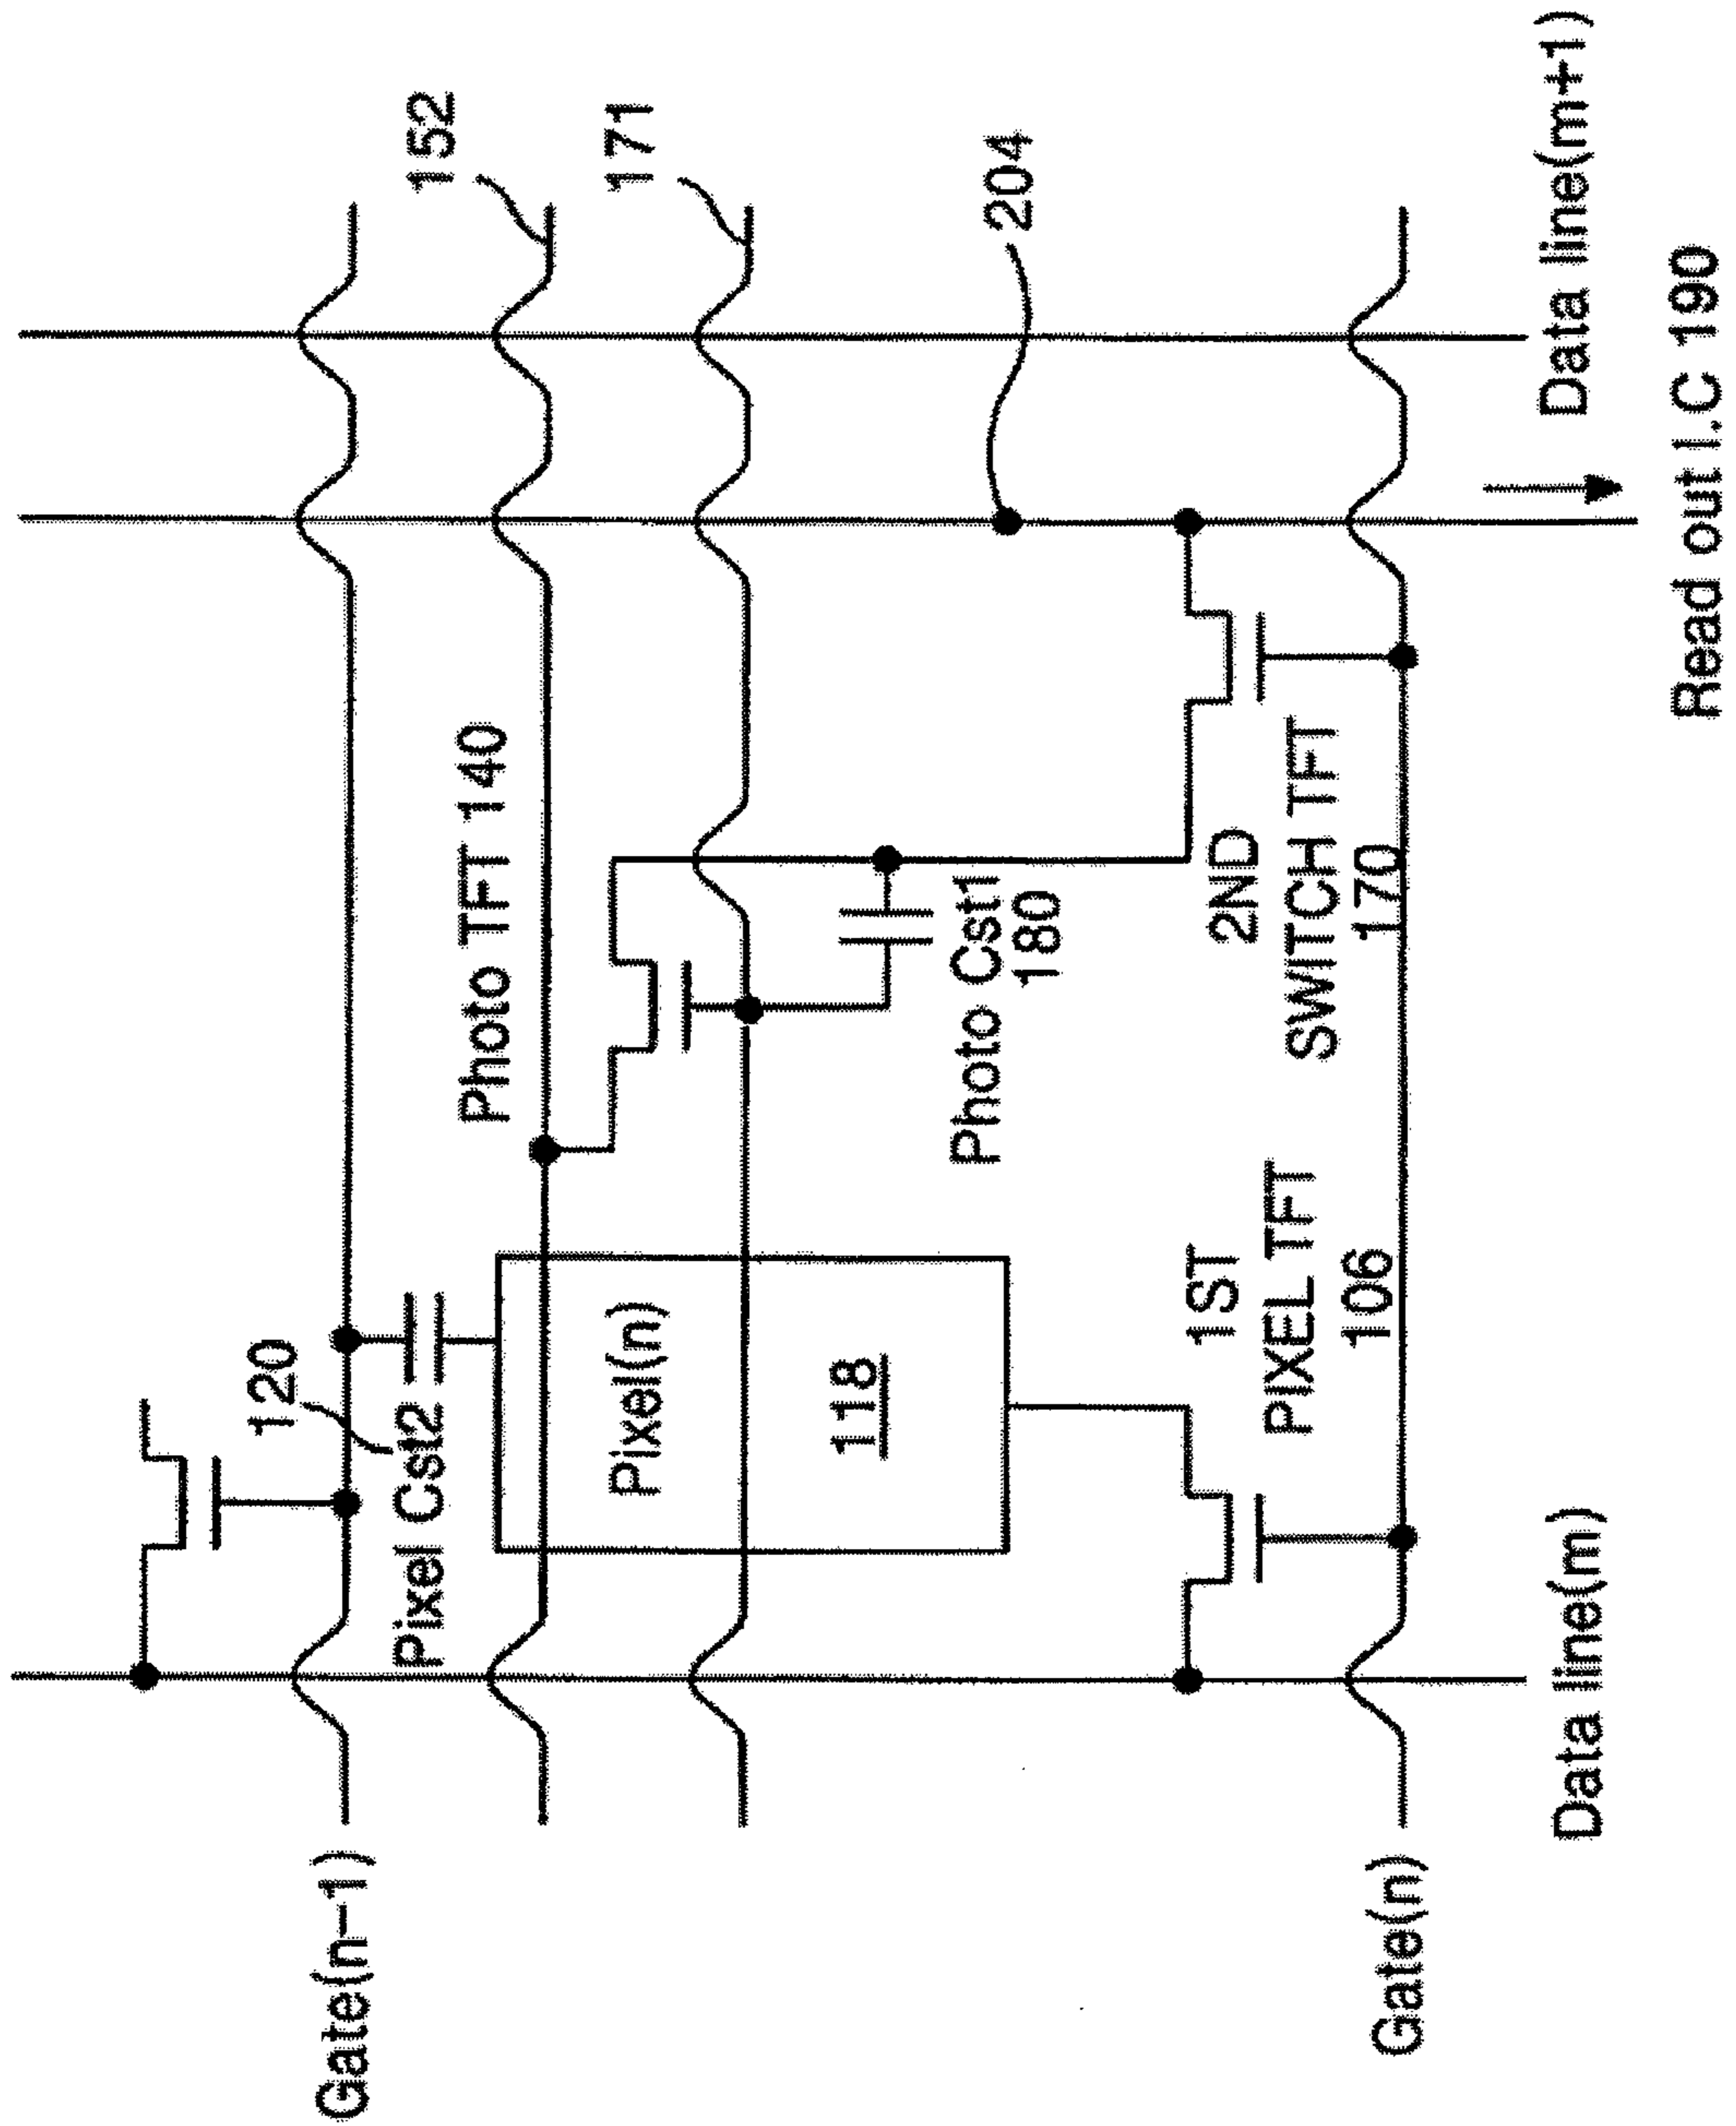 Gate(n-1)
120
Pixel Cst2
152
171
Photo TFT 140
Pixel(n)
118
Photo Cst1
180
204
1ST
PIXEL TFT
106
2ND
SWITCH TFT
170
Gate(n)
Data line(m)
Data line(m+1)
Read out I.C 190